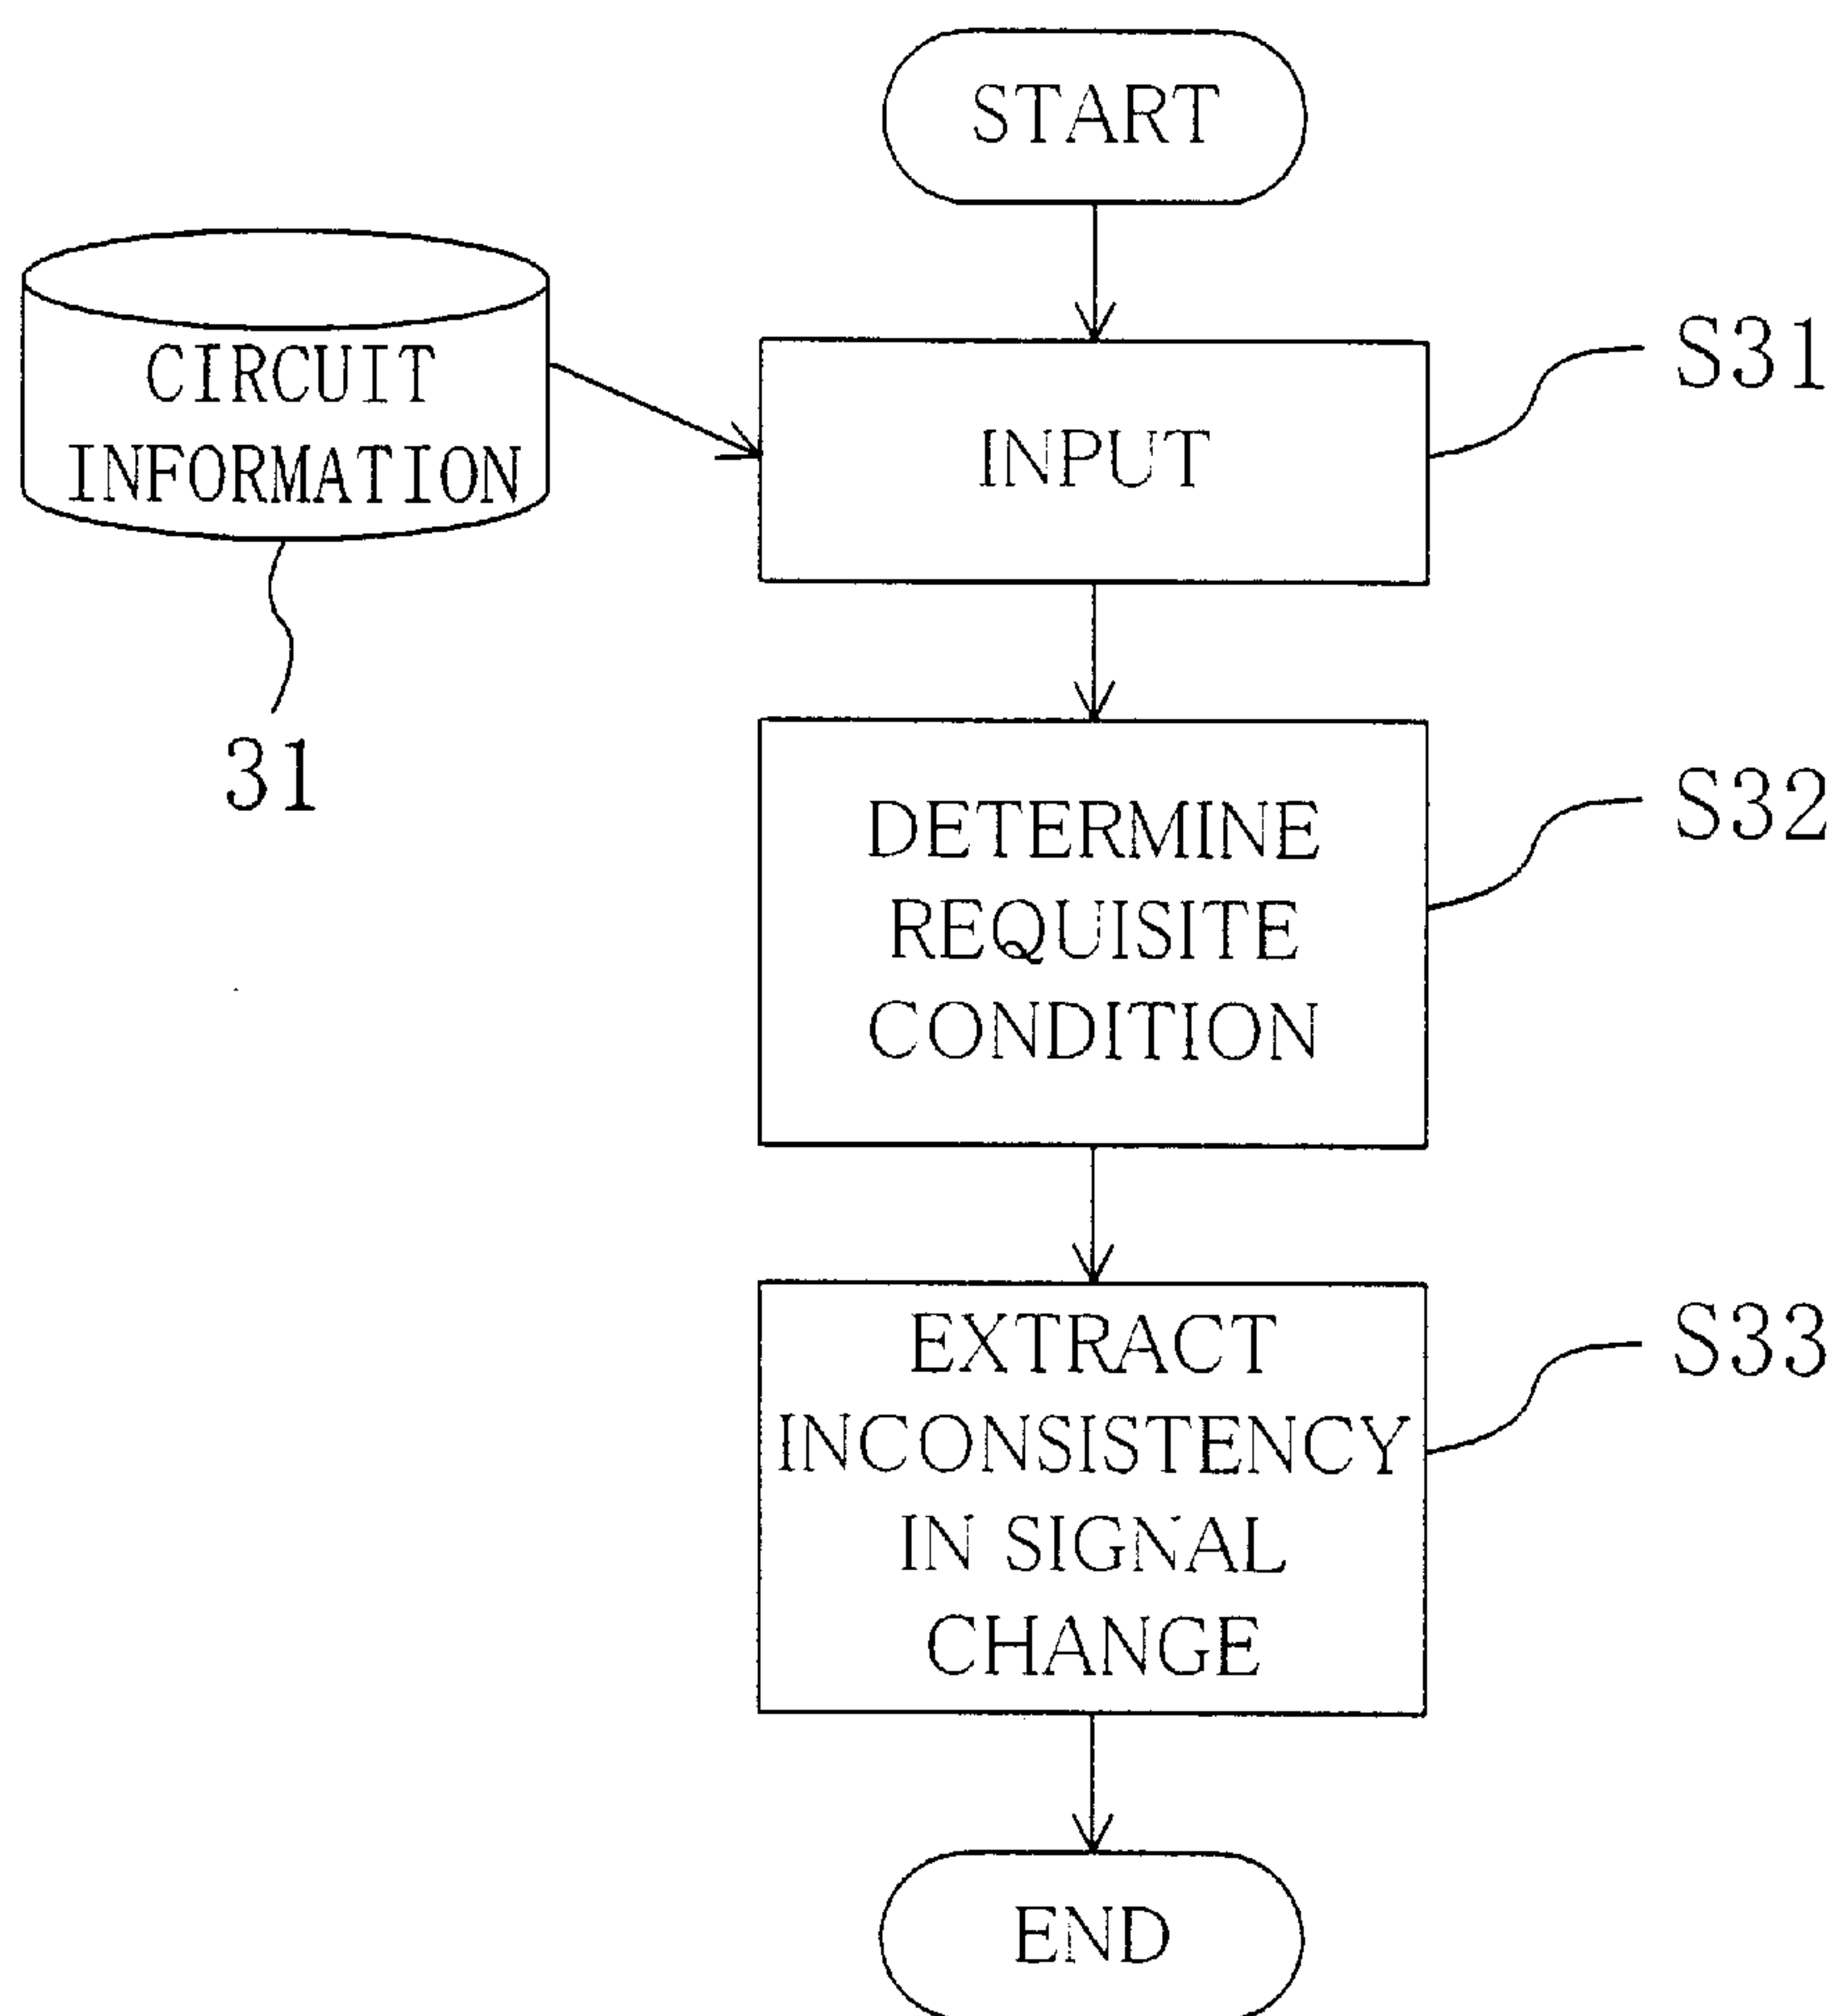 START
CIRCUIT
INFORMATION
31
INPUT
S31
DETERMINE
REQUISITE
CONDITION
S32
EXTRACT
INCONSISTENCY
IN SIGNAL
CHANGE
S33
END